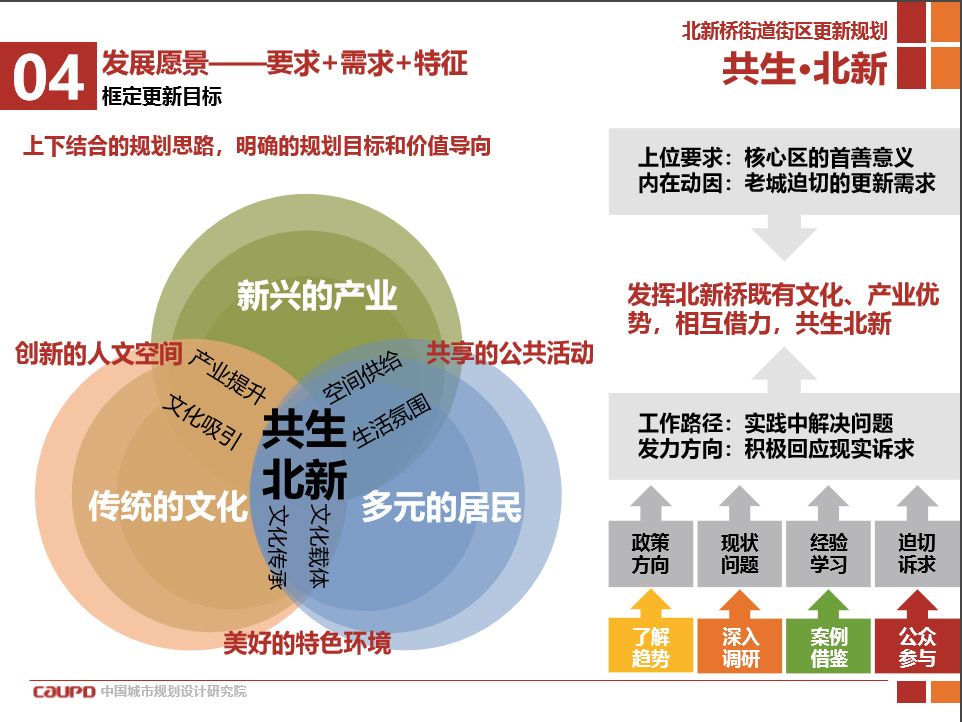 北新桥街道街区更新规划
共生·北新
04
发展愿景——要求+需求+特征
框定更新目标
上下结合的规划思路，明确的规划目标和价值导向
新兴的产业
创新的人文空间
共享的公共活动
产业提升
文化吸引
空间供给
生活氛围
共生
北新
传统的文化
多元的居民
文化传承
文化载体
美好的特色环境
上位要求：核心区的首善意义
内在动因：老城迫切的更新需求
发挥北新桥既有文化、产业优
势，相互借力，共生北新
工作路径：实践中解决问题
发力方向：积极回应现实诉求
政策
方向
现状
问题
经验
学习
迫切
诉求
了解
趋势
深入
调研
案例
借鉴
公众
参与
CAUPD 中国城市规划设计研究院